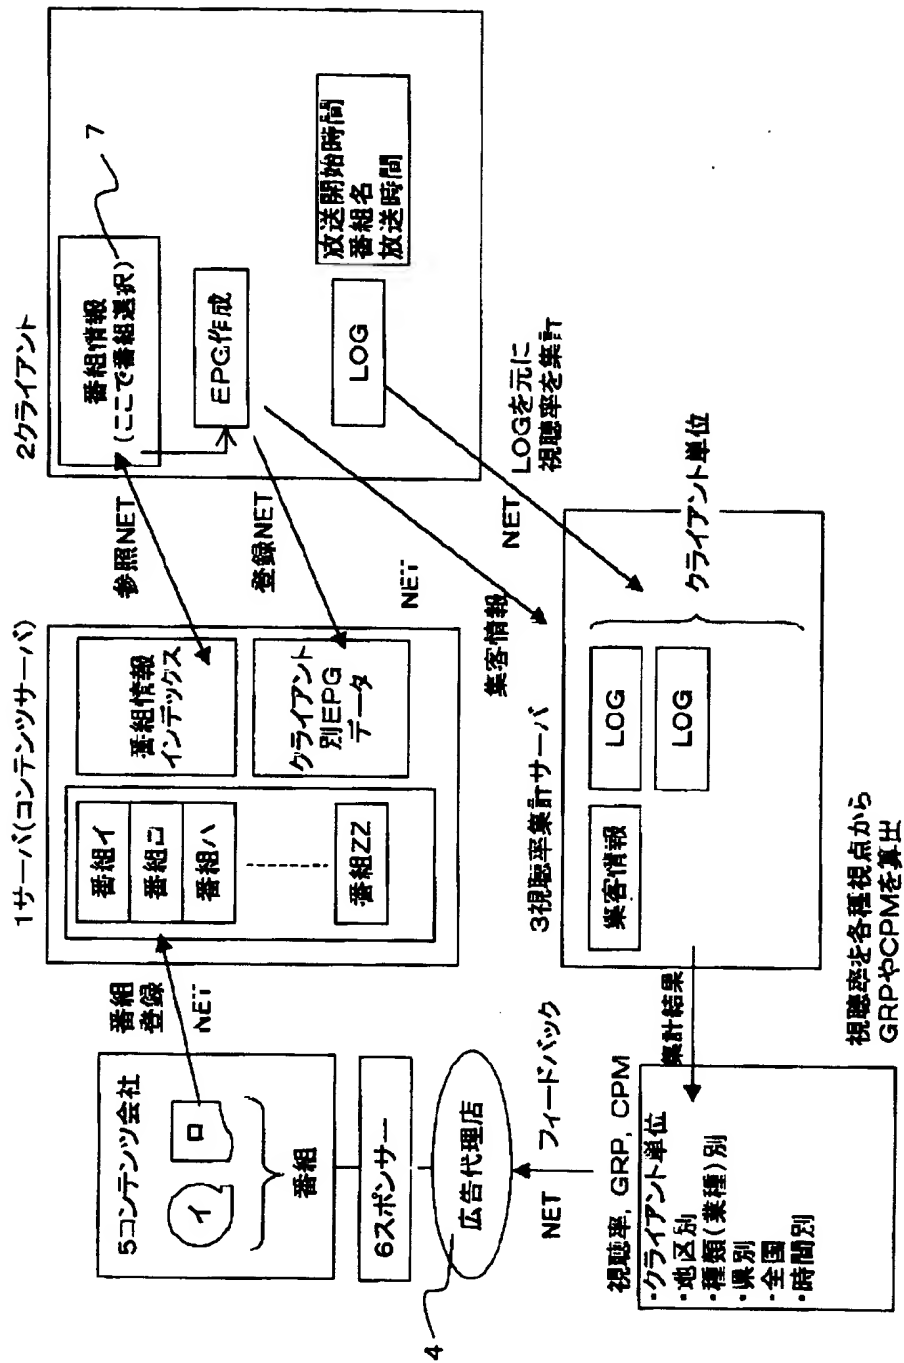 5コンテンツ会社
イ
ロ
番組
6スポンサー
広告代理店
4
番組
登録
NET
1サーバ(コンテンツサーバ)
番組イ
番組ロ
番組ハ
番組ZZ
番組情報
インデックス
クライアント
別EPG
データ
参照NET
登録NET
NET
集客情報
2クライアント
番組情報
(ここで番組選択)
7
EPG作成
LOG
放送開始時間
番組名
放送時間
NET
LOGを元に
視聴率を集計
3視聴率集計サーバ
集客情報
LOG
LOG
クライアント単位
集計結果
視聴率を各種視点から
GRPやCPMを算出
NET フィードバック
視聴率, GRP, CPM
・クライアント単位
・地区別
・種類(業種)別
・県別
・全国
・時間別